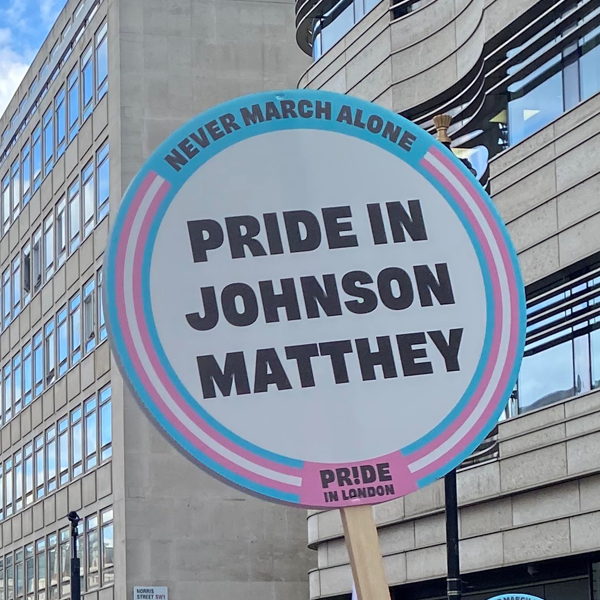 NEVER MARCH ALONE
PRIDE IN
JOHNSON
MATTHEY
PR!DE
IN LONDON
NORRIS
STREET SW1